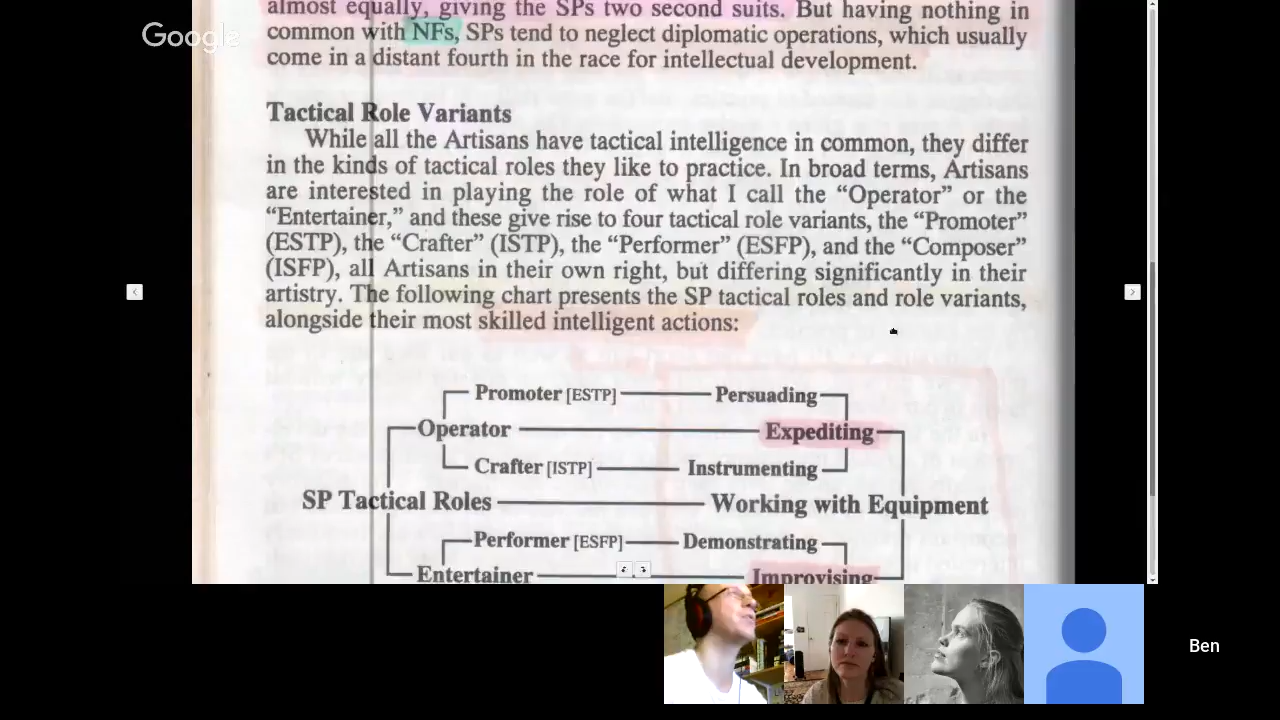 almost equally, giving the SPs two second suits. But having nothing in
Google
common with NFs, SPs tend to neglect diplomatic operations, which usually
come in a distant fourth in the race for intellectual development.
Tactical Role Variants
While all the Artisans have tactical intelligence in common, they differ
in the kinds of tactical roles they like to practice. In broad terms, Artisans
are interested in playing the role of what I call the “Operator” or the
“Entertainer,” and these give rise to four tactical role variants, the “Promoter”
(ESTP), the “Crafter” (ISTP), the “Performer” (ESFP), and the “Composer”
(ISFP), all Artisans in their own right, but differing significantly in their
artistry. The following chart presents the SP tactical roles and role variants,
alongside their most skilled intelligent actions:
Promoter [ESTP] Persuading
Operator Expediting
Crafter [ISTP] Instrumenting
SP Tactical Roles Working with Equipment
Performer [ESFP] Demonstrating
Entertainer Improvising
Ben